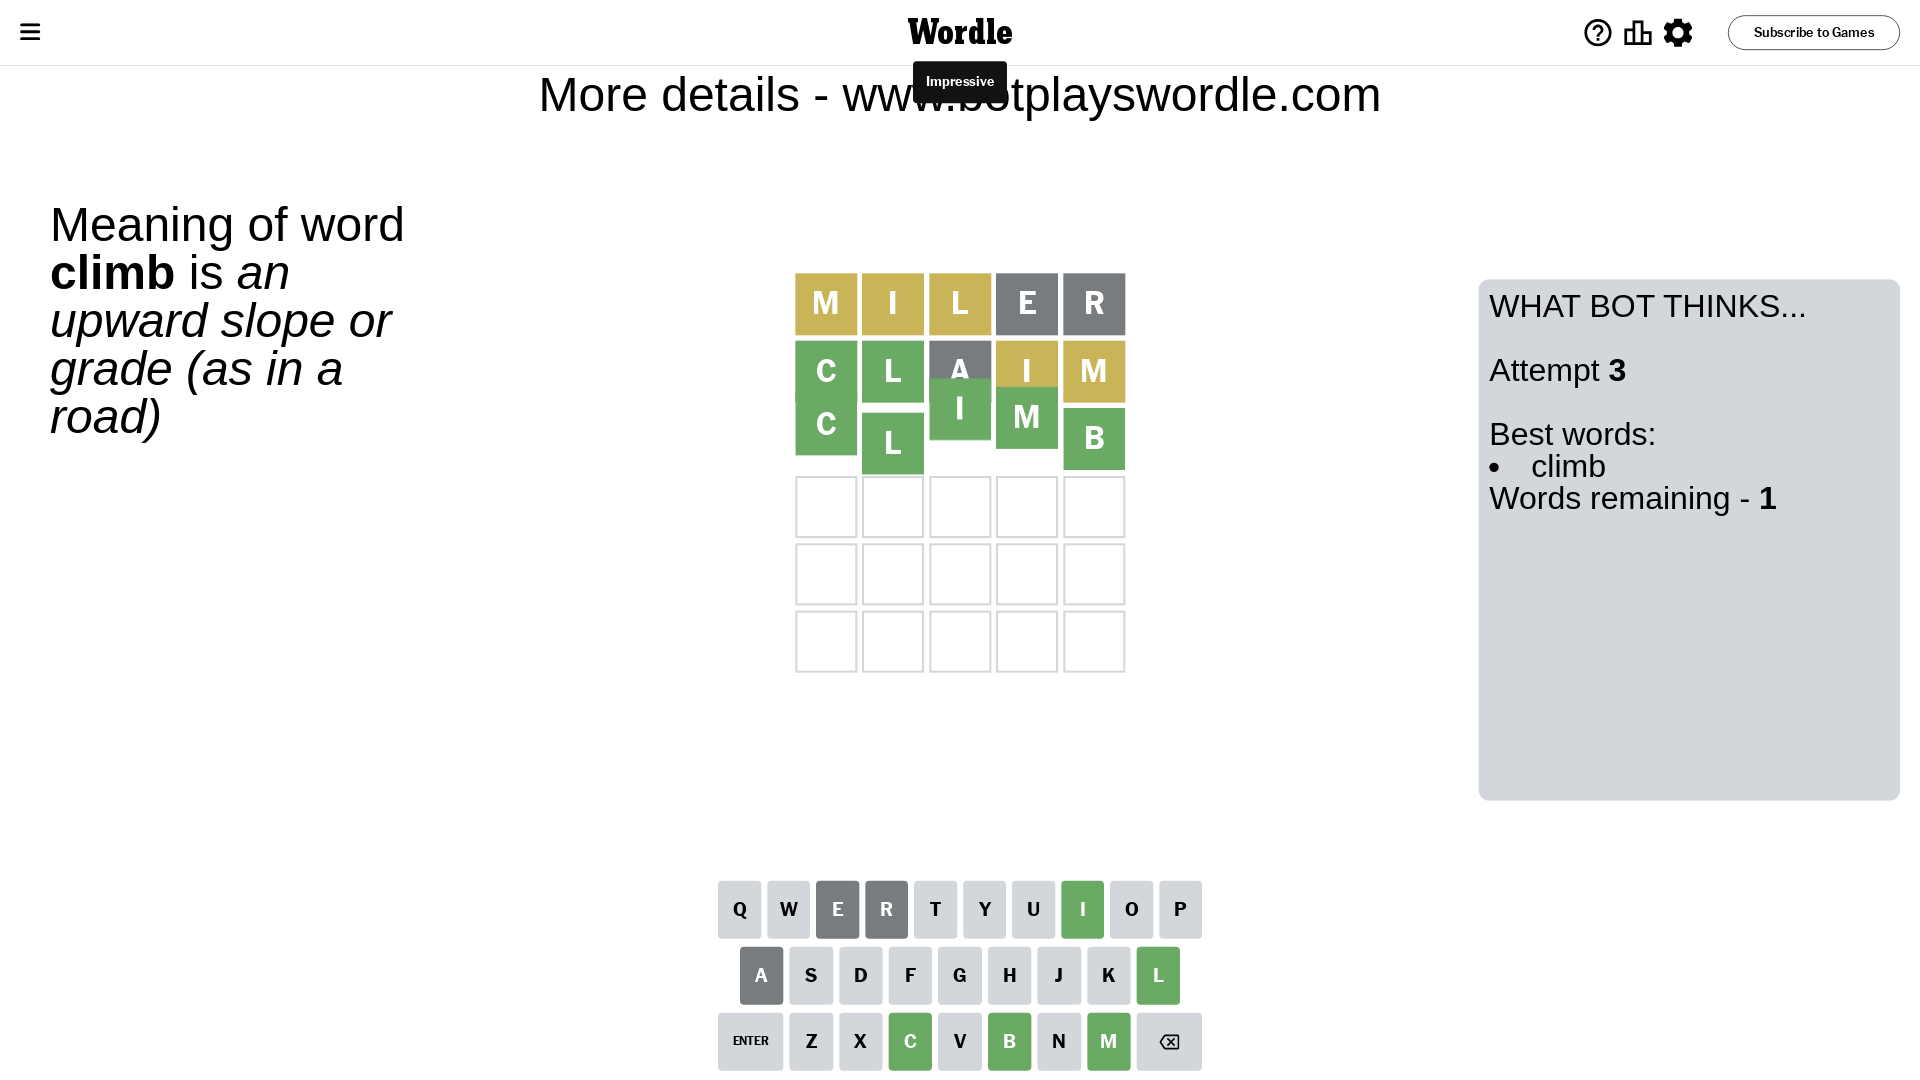 Wordle
Subscribe to Games
Impressive
More details - www.botplayswordle.com
Meaning of word
climb is an
upward slope or
grade (as in a
road)
M I L E R
C L A I M
C L I M B
WHAT BOT THINKS...
Attempt 3
Best words:
• climb
Words remaining - 1
Q W E R T Y U I O P
A S D F G H J K L
ENTER Z X C V B N M